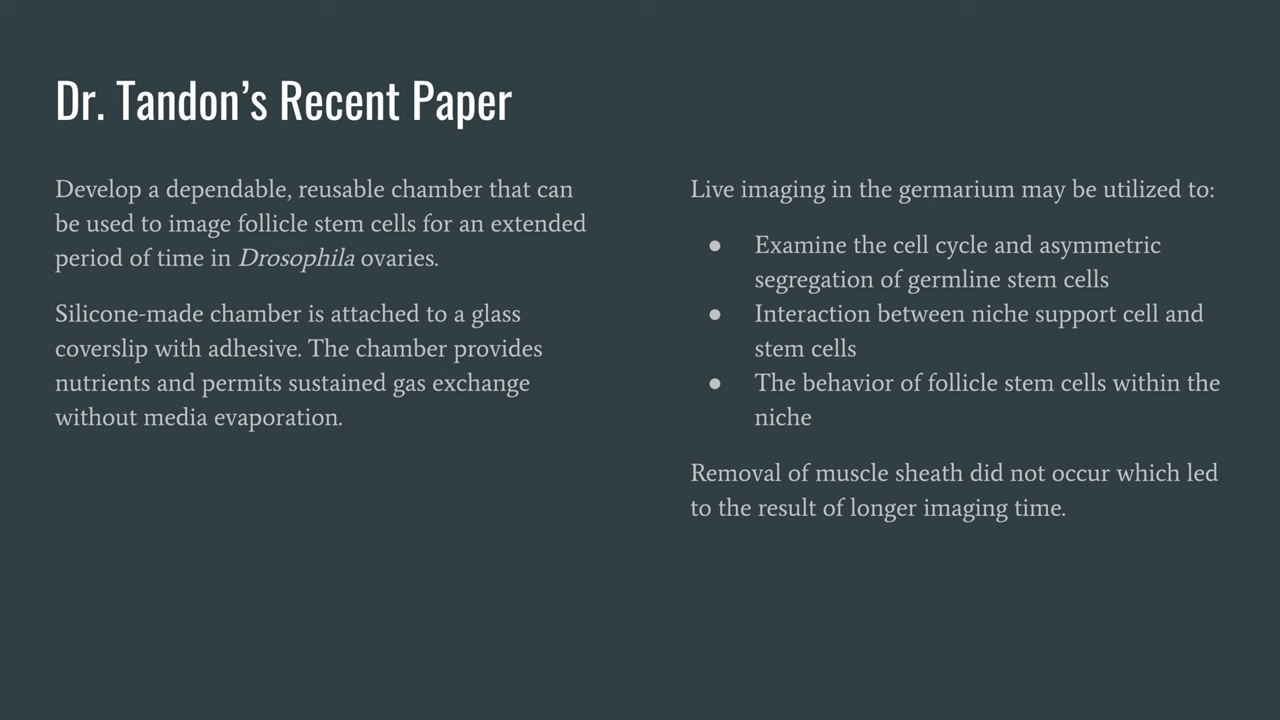 Dr. Tandon’s Recent Paper
Develop a dependable, reusable chamber that can
be used to image follicle stem cells for an extended
period of time in Drosophila ovaries.
Silicone-made chamber is attached to a glass
coverslip with adhesive. The chamber provides
nutrients and permits sustained gas exchange
without media evaporation.
Live imaging in the germarium may be utilized to:
● Examine the cell cycle and asymmetric
segregation of germline stem cells
● Interaction between niche support cell and
stem cells
● The behavior of follicle stem cells within the
niche
Removal of muscle sheath did not occur which led
to the result of longer imaging time.